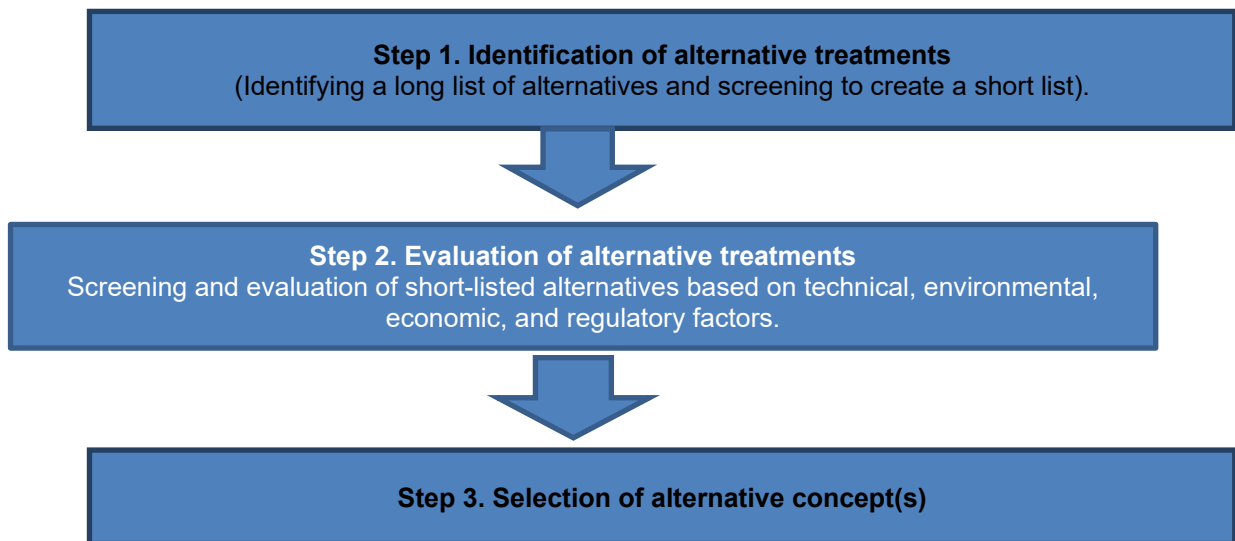 Step 1. Identification of alternative treatments
(Identifying a long list of alternatives and screening to create a short list).
Step 2. Evaluation of alternative treatments
Screening and evaluation of short-listed alternatives based on technical, environmental,
economic, and regulatory factors.
Step 3. Selection of alternative concept(s)